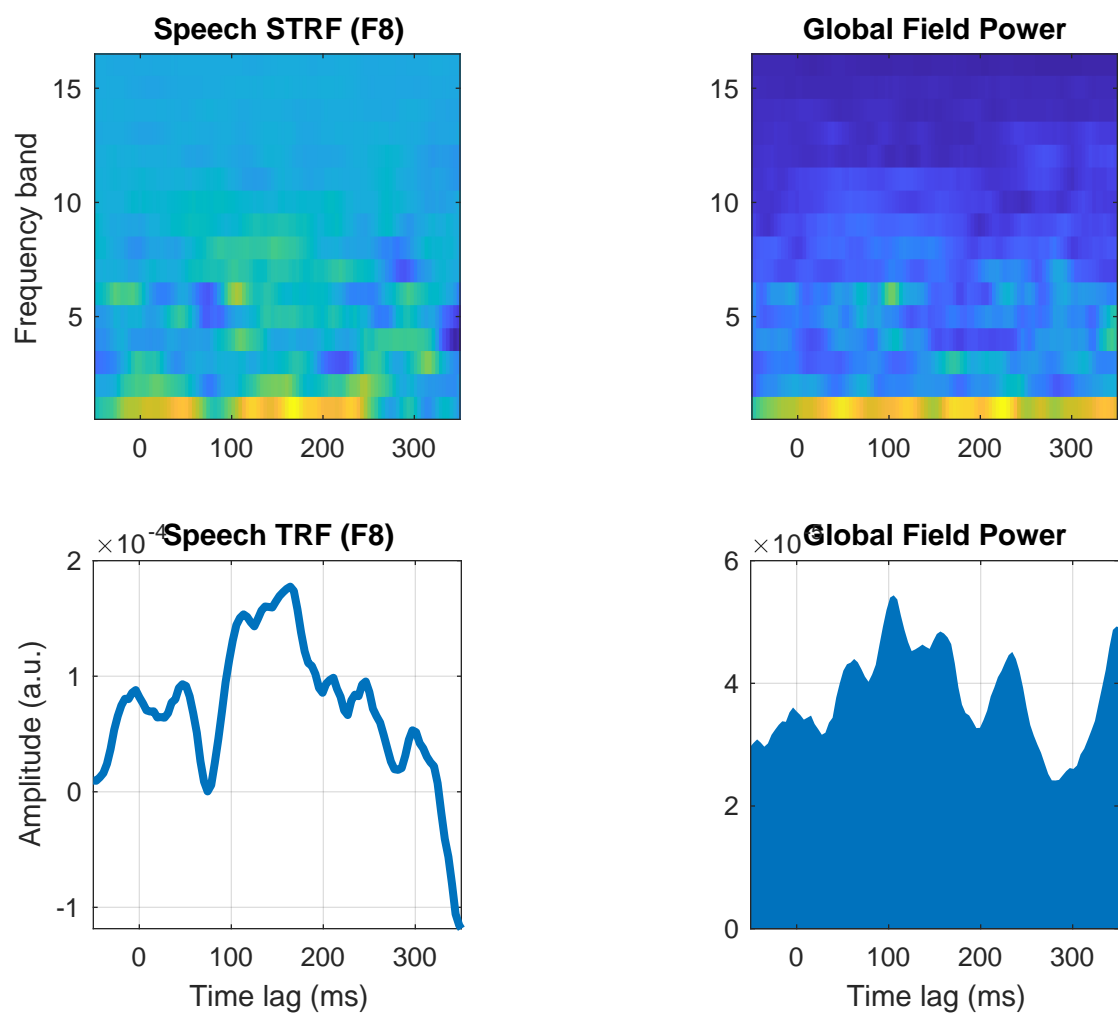 Speech STRF (F8)
Frequency band
15
10
5
0 100 200 300
Global Field Power
15
10
5
0 100 200 300
×10⁻⁴
Speech TRF (F8)
Amplitude (a.u.)
2
1
0
-1
0 100 200 300
Time lag (ms)
×10
Global Field Power
6
4
2
0
0 100 200 300
Time lag (ms)